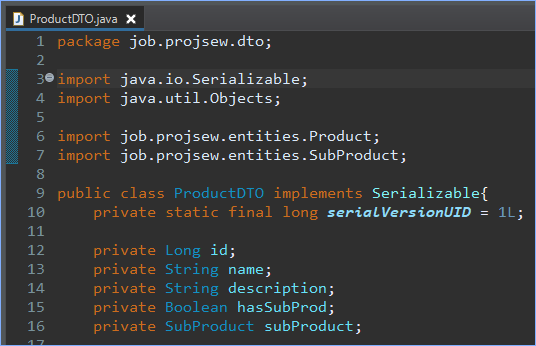 ProductDTO.java
1 package job.projsew.dto;
2
3 import java.io.Serializable;
4 import java.util.Objects;
5
6 import job.projsew.entities.Product;
7 import job.projsew.entities.SubProduct;
8
9 public class ProductDTO implements Serializable{
10 private static final long serialVersionUID = 1L;
11
12 private Long id;
13 private String name;
14 private String description;
15 private Boolean hasSubProd;
16 private SubProduct subProduct;
17